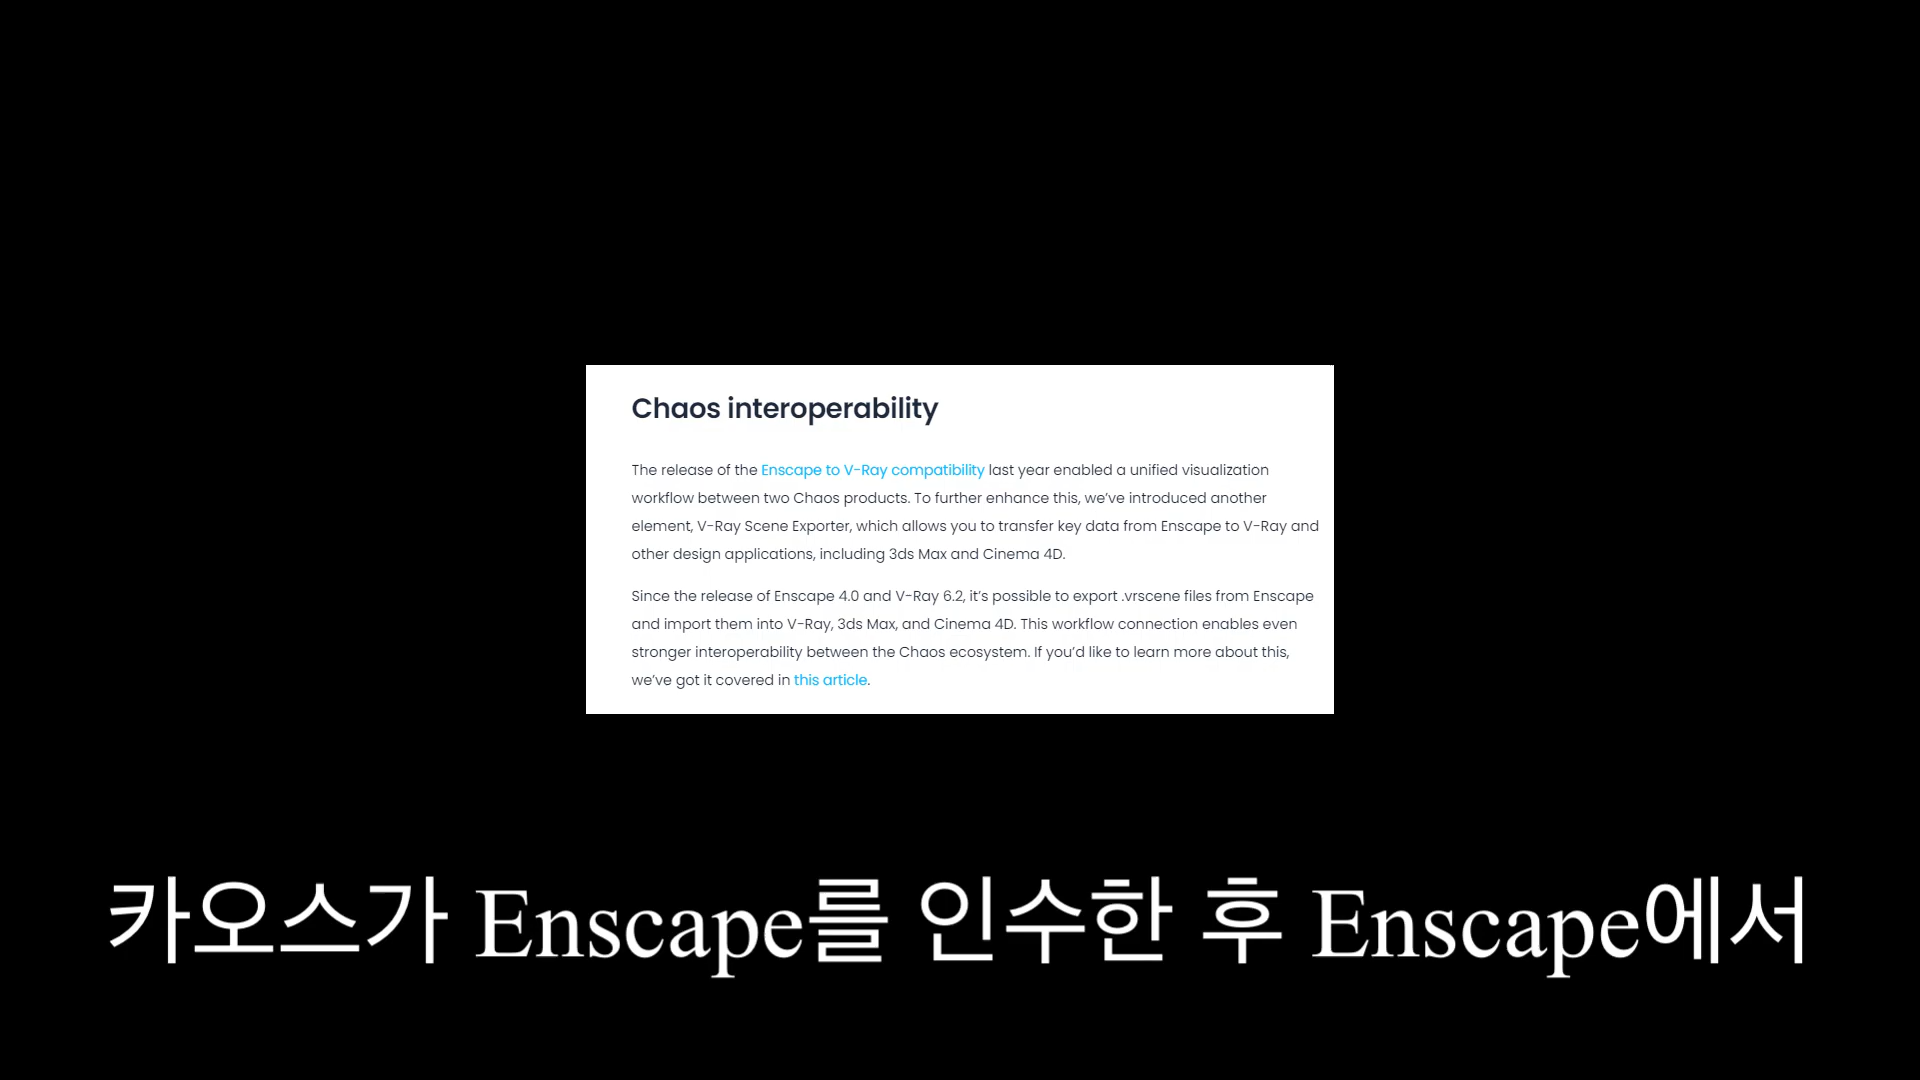 Chaos interoperability
The release of the Enscape to V-Ray compatibility last year enabled a unified visualization
workflow between two Chaos products. To further enhance this, we’ve introduced another
element, V-Ray Scene Exporter, which allows you to transfer key data from Enscape to V-Ray and
other design applications, including 3ds Max and Cinema 4D.
Since the release of Enscape 4.0 and V-Ray 6.2, it’s possible to export .vrscene files from Enscape
and import them into V-Ray, 3ds Max, and Cinema 4D. This workflow connection enables even
stronger interoperability between the Chaos ecosystem. If you’d like to learn more about this,
we’ve got it covered in this article.
카오스가 Enscape를 인수한 후 Enscape에서